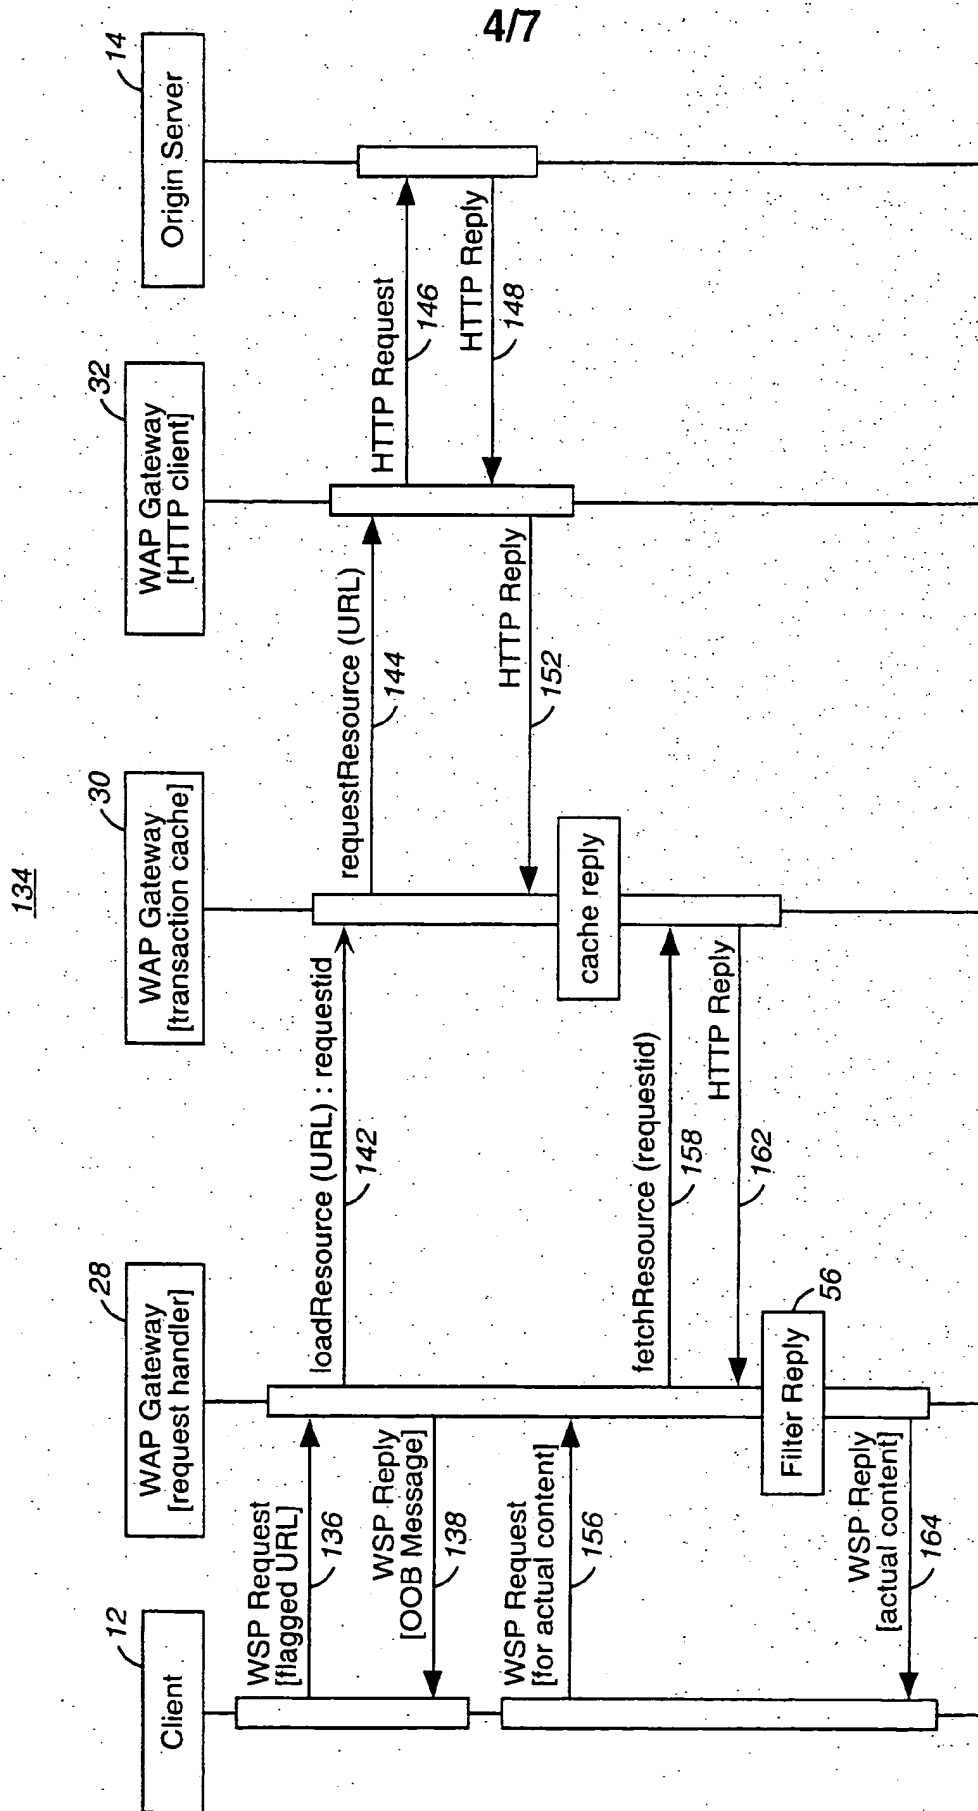 4/7
134
Client
12
WAP Gateway
[request handler]
28
WAP Gateway
[transaction cache]
30
WAP Gateway
[HTTP client]
32
Origin Server
14
WSP Request
[flagged URL]
136
loadResource (URL) : requestid
142
requestResource (URL)
144
HTTP Request
146
WSP Reply
[OOB Message]
138
HTTP Reply
148
HTTP Reply
152
cache reply
WSP Request
[for actual content]
156
fetchResource (requestid)
158
HTTP Reply
162
Filter Reply
56
WSP Reply
[actual content]
164